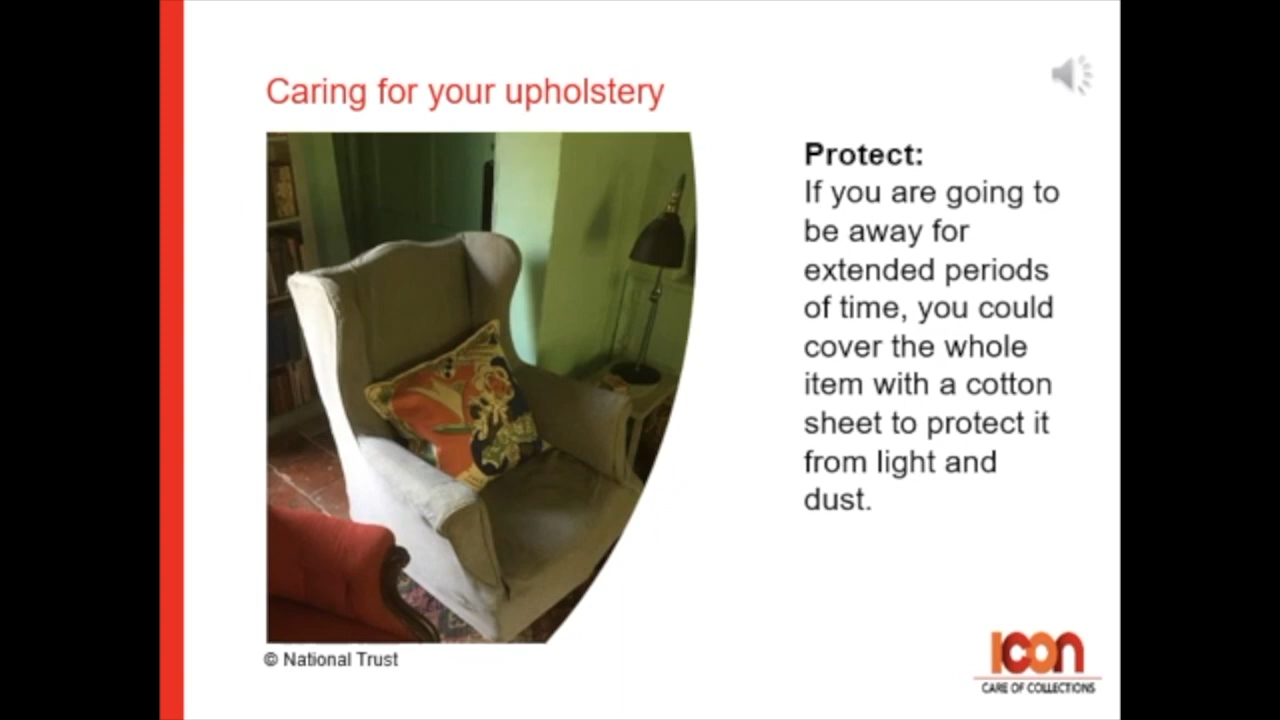 Caring for your upholstery
Protect:
If you are going to
be away for
extended periods
of time, you could
cover the whole
item with a cotton
sheet to protect it
from light and
dust.
© National Trust
icon
CARE OF COLLECTIONS